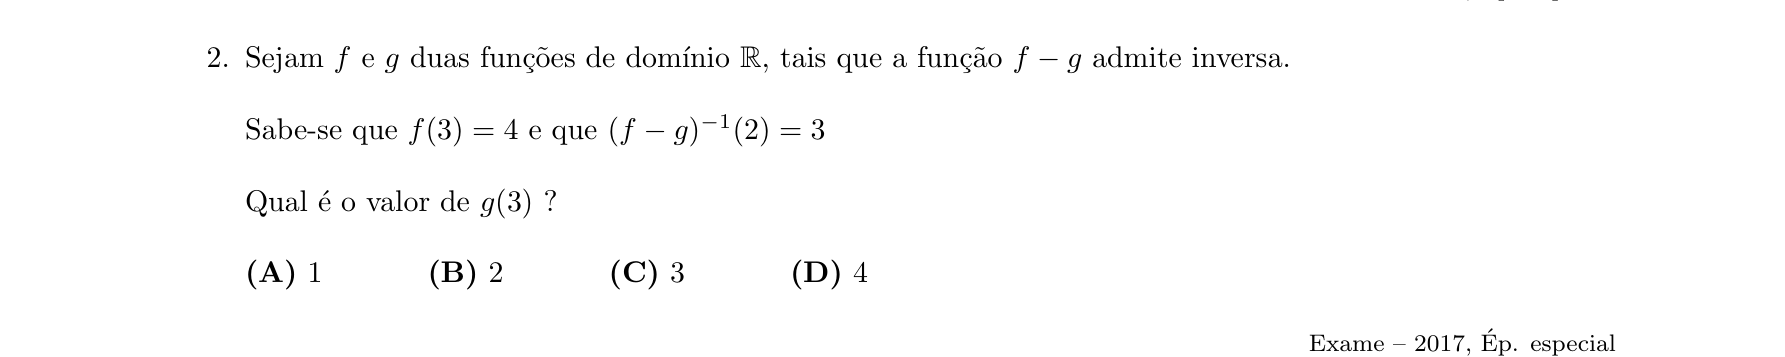 2. Sejam f e g duas funções de domínio ℝ, tais que a função f − g admite inversa.
Sabe-se que f(3) = 4 e que (f − g)⁻¹(2) = 3
Qual é o valor de g(3) ?
(A) 1 (B) 2 (C) 3 (D) 4
Exame – 2017, Ép. especial